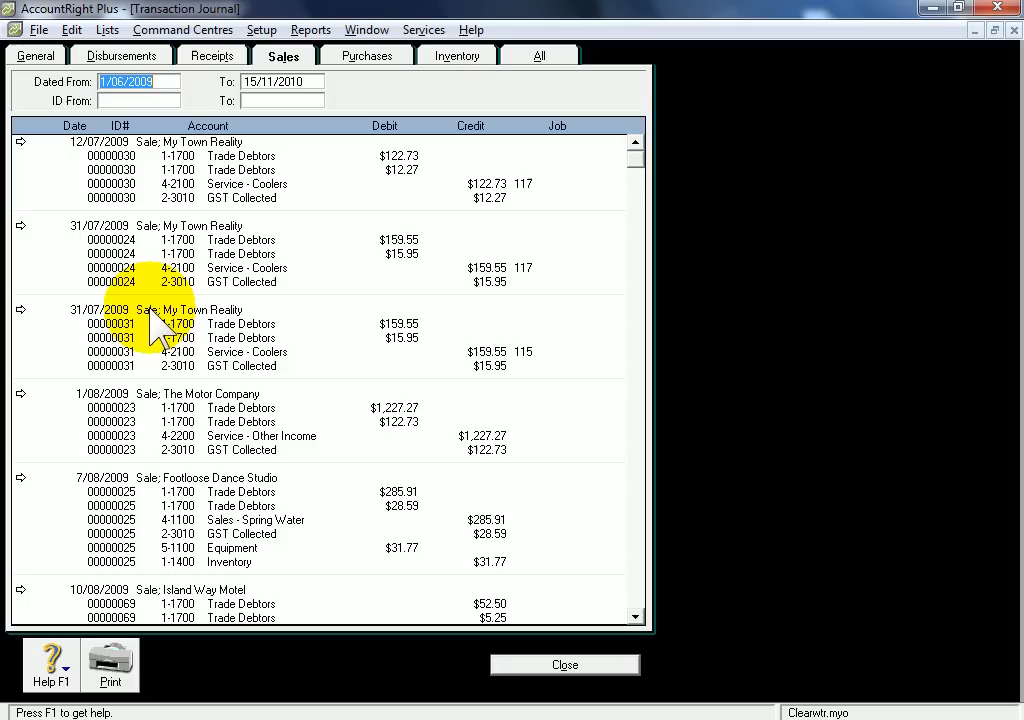 AccountRight Plus - [Transaction Journal]
File Edit Lists Command Centres Setup Reports Window Services Help
General Disbursements Receipts Sales Purchases Inventory All
Dated From: 1/06/2009 To: 15/11/2010
ID From: To:
Date ID# Account Debit Credit Job
12/07/2009 Sale; My Town Reality
00000030 1-1700 Trade Debtors $122.73
00000030 1-1700 Trade Debtors $12.27
00000030 4-2100 Service - Coolers $122.73 117
00000030 2-3010 GST Collected $12.27
31/07/2009 Sale; My Town Reality
00000024 1-1700 Trade Debtors $159.55
00000024 1-1700 Trade Debtors $15.95
00000024 4-2100 Service - Coolers $159.55 117
00000024 2-3010 GST Collected $15.95
31/07/2009 Sale; My Town Reality
00000031 1-1700 Trade Debtors $159.55
00000031 1-1700 Trade Debtors $15.95
00000031 4-2100 Service - Coolers $159.55 115
00000031 2-3010 GST Collected $15.95
1/08/2009 Sale; The Motor Company
00000023 1-1700 Trade Debtors $1,227.27
00000023 1-1700 Trade Debtors $122.73
00000023 4-2200 Service - Other Income $1,227.27
00000023 2-3010 GST Collected $122.73
7/08/2009 Sale; Footloose Dance Studio
00000025 1-1700 Trade Debtors $285.91
00000025 1-1700 Trade Debtors $28.59
00000025 4-1100 Sales - Spring Water $285.91
00000025 2-3010 GST Collected $28.59
00000025 5-1100 Equipment $31.77
00000025 1-1400 Inventory $31.77
10/08/2009 Sale; Island Way Motel
00000069 1-1700 Trade Debtors $52.50
00000069 1-1700 Trade Debtors $5.25
Help F1 Print Close
Press F1 to get help. Clearwtr.myo